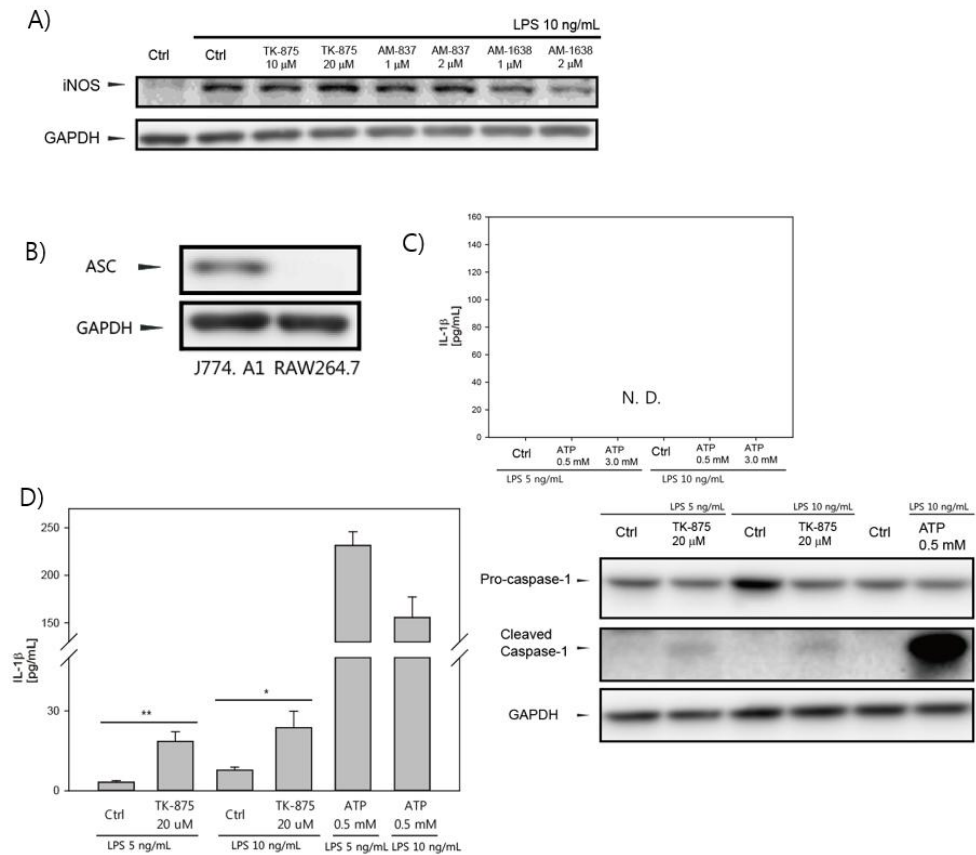 A)
LPS 10 ng/mL
Ctrl Ctrl TK-875 TK-875 AM-837 AM-837 AM-1638 AM-1638
10 μM 20 μM 1 μM 2 μM 1 μM 2 μM
iNOS
GAPDH
B)
ASC
GAPDH
J774. A1 RAW264.7
C)
160
140
120
100
80
60
40
20
0
IL-1β
[pg/mL]
N. D.
Ctrl ATP ATP Ctrl ATP ATP
0.5 mM 3.0 mM 0.5 mM 3.0 mM
LPS 5 ng/mL LPS 10 ng/mL
D)
250
200
150
30
0
IL-1β
[pg/mL]
**
*
Ctrl TK-875 Ctrl TK-875 ATP ATP
20 uM 20 uM 0.5 mM 0.5 mM
LPS 5 ng/mL LPS 10 ng/mL LPS 5 ng/mL LPS 10 ng/mL
LPS 5 ng/mL LPS 10 ng/mL LPS 10 ng/mL
Ctrl TK-875 Ctrl TK-875 Ctrl ATP
20 μM 20 μM 0.5 mM
Pro-caspase-1
Cleaved
Caspase-1
GAPDH